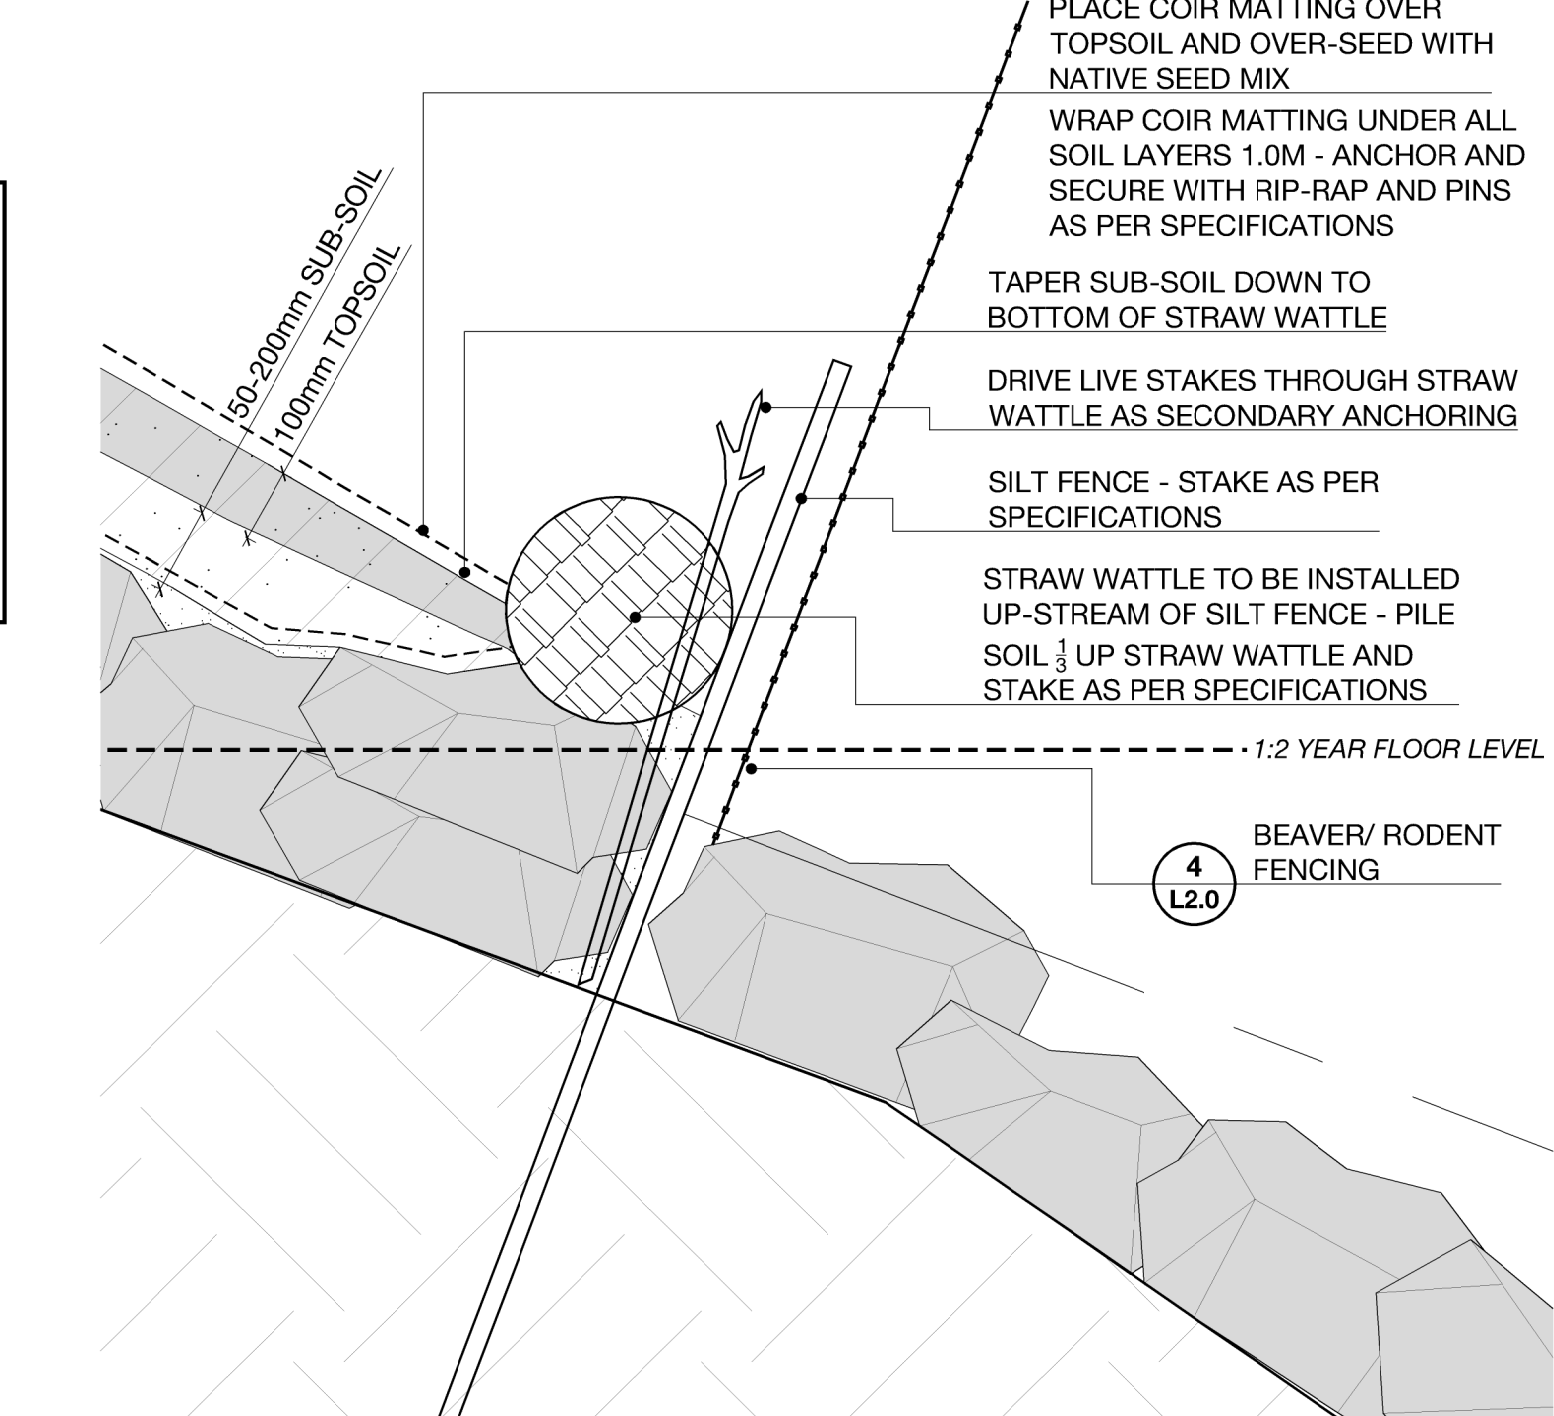 PLACE COIR MATTING OVER
TOPSOIL AND OVER-SEED WITH
NATIVE SEED MIX
WRAP COIR MATTING UNDER ALL
SOIL LAYERS 1.0M - ANCHOR AND
SECURE WITH RIP-RAP AND PINS
AS PER SPECIFICATIONS
50-200mm SUB-SOIL
100mm TOPSOIL
TAPER SUB-SOIL DOWN TO
BOTTOM OF STRAW WATTLE
DRIVE LIVE STAKES THROUGH STRAW
WATTLE AS SECONDARY ANCHORING
SILT FENCE - STAKE AS PER
SPECIFICATIONS
STRAW WATTLE TO BE INSTALLED
UP-STREAM OF SILT FENCE - PILE
SOIL 1/3 UP STRAW WATTLE AND
STAKE AS PER SPECIFICATIONS
1:2 YEAR FLOOR LEVEL
BEAVER/ RODENT
FENCING
4
L2.0